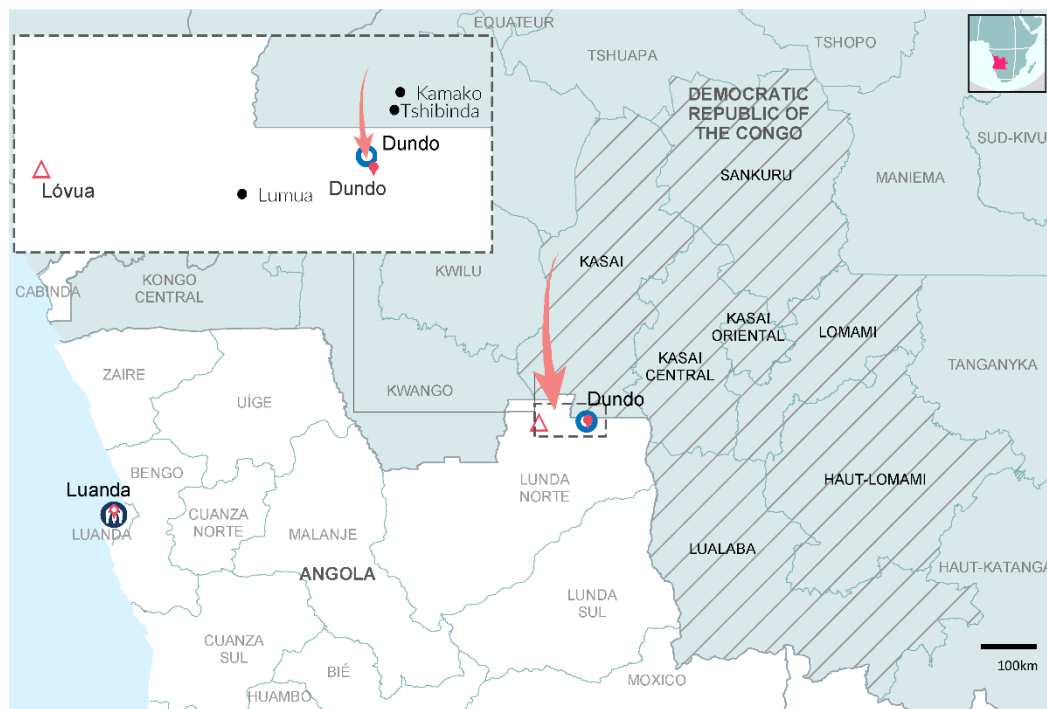 EQUATEUR
TSHUAPA
TSHOPO
DEMOCRATIC
REPUBLIC OF
THE CONGO
SUD-KIVU
MANIEMA
SANKURU
Kamako
Tshibinda
Dundo
Dundo
Lóvua
Lumua
KASAI
KWILU
KONGO
CENTRAL
CABINDA
KASAI
ORIENTAL
LOMAMI
KASAI
CENTRAL
TANGANYKA
ZAIRE
UÍGE
KWANGO
Dundo
BENGO
LUNDA
NORTE
HAUT-LOMAMI
Luanda
LUANDA
CUANZA
NORTE
MALANJE
LUALABA
HAUT-KATANGA
ANGOLA
LUNDA
SUL
CUANZA
SUL
BIÉ
HUAMBO
MOXICO
100km